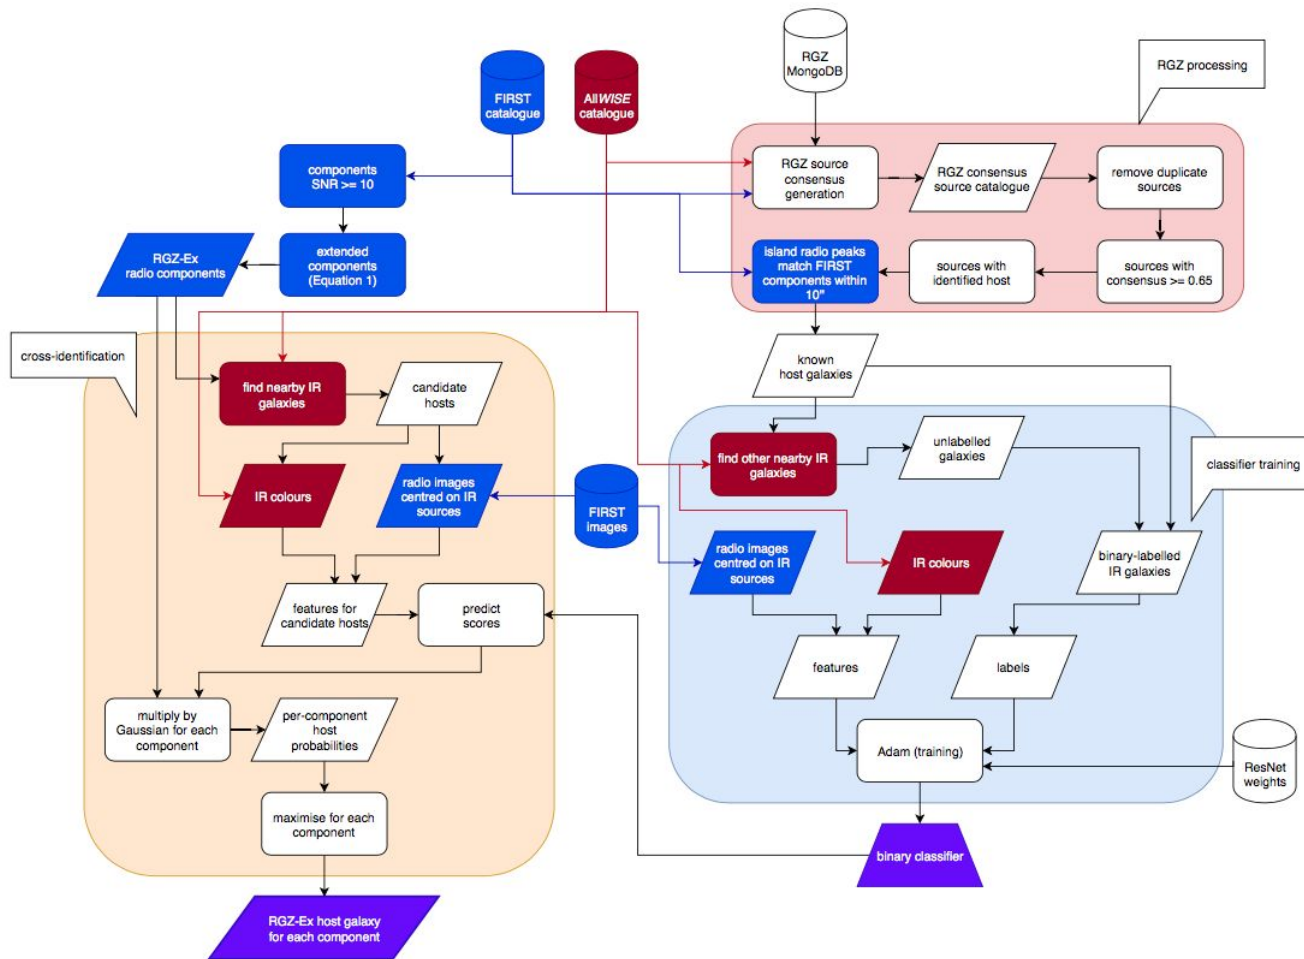 RGZ
MongoDB
RGZ processing
FIRST
catalogue
AllWISE
catalogue
components
SNR >= 10
RGZ source
consensus
generation
RGZ consensus
source catalogue
remove duplicate
sources
RGZ-Ex
radio components
extended
components
(Equation 1)
island radio peaks
match FIRST
components within
10"
sources with
identified host
sources with
consensus >= 0.65
cross-identification
find nearby IR
galaxies
candidate
hosts
known
host galaxies
find other nearby IR
galaxies
unlabelled
galaxies
classifier training
IR colours
radio images
centred on IR
sources
FIRST
images
radio images
centred on IR
sources
IR colours
binary-labelled
IR galaxies
features for
candidate hosts
predict
scores
features
labels
multiply by
Gaussian for each
component
per-component
host
probabilities
Adam (training)
ResNet
weights
maximise for each
component
binary classifier
RGZ-Ex host galaxy
for each component